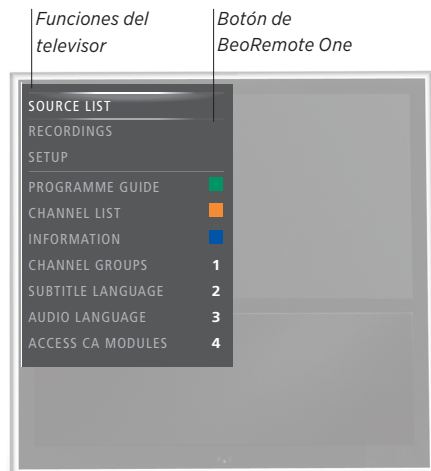 Funciones del
televisor
Botón de
BeoRemote One
SOURCE LIST
RECORDINGS
SETUP
PROGRAMME GUIDE
CHANNEL LIST
INFORMATION
CHANNEL GROUPS 1
SUBTITLE LANGUAGE 2
AUDIO LANGUAGE 3
ACCESS CA MODULES 4